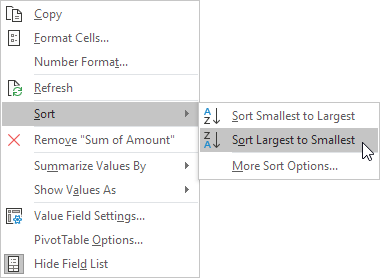 Copy
Format Cells...
Number Format...
Refresh
Sort
Remove "Sum of Amount"
Summarize Values By
Show Values As
Value Field Settings...
PivotTable Options...
Hide Field List
A
Z
Sort Smallest to Largest
Z
A
Sort Largest to Smallest
More Sort Options...